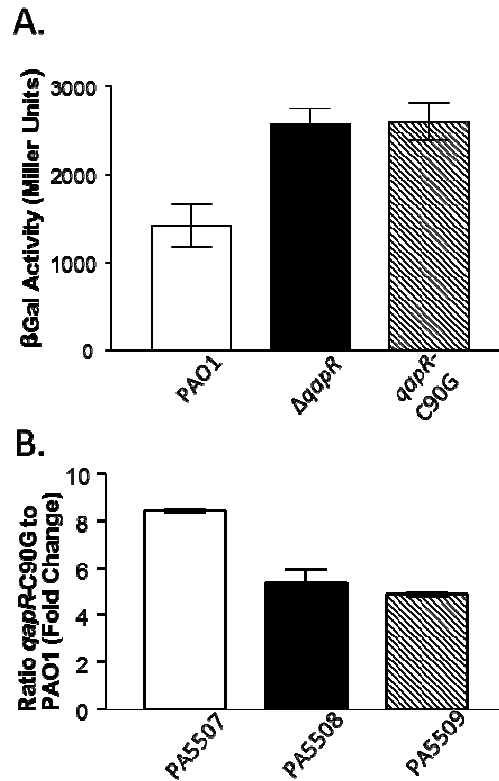 A.
βGal Activity (Miller Units)
3000
2000
1000
0
PAO1
ΔqapR
qapR-
C90G
B.
Ratio qapR-C90G to
PAO1 (Fold Change)
10
8
6
4
2
0
PA5507
PA5508
PA5509